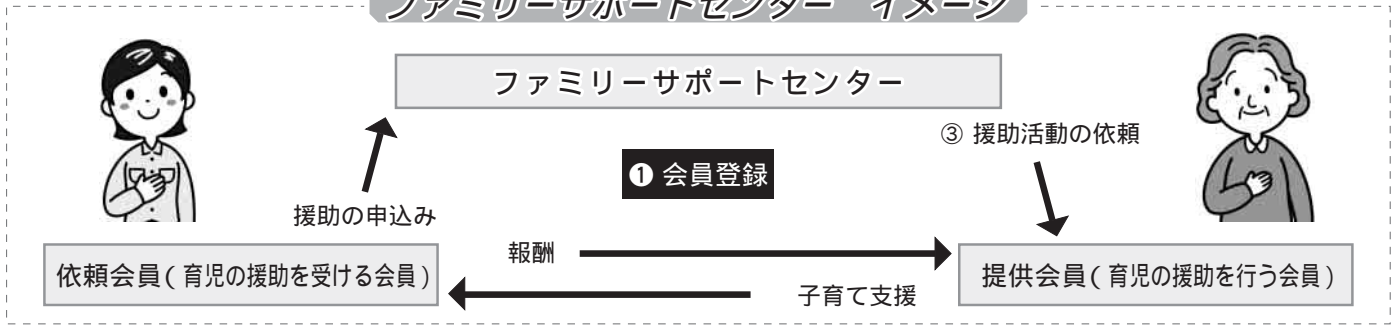 ファミリーサポートセンター イメージ
ファミリーサポートセンター
③ 援助活動の依頼
❶ 会員登録
援助の申込み
報酬
依頼会員(育児の援助を受ける会員)
提供会員(育児の援助を行う会員)
子育て支援